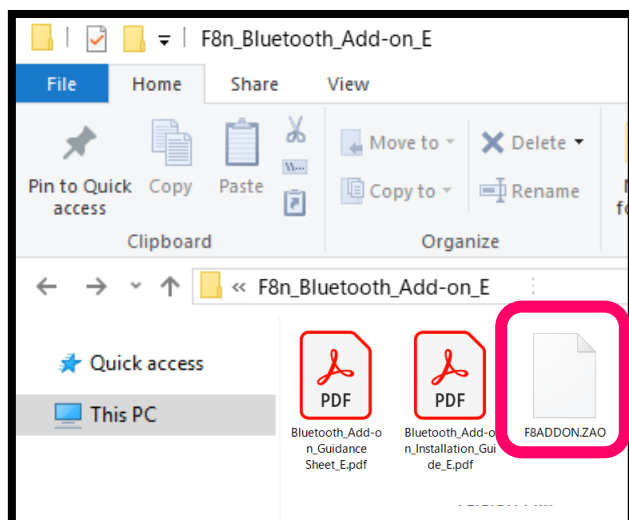 F8n_Bluetooth_Add-on_E
File Home Share View
Move to
Delete
W...
Pin to Quick access
Copy
Paste
Copy to
Rename
Clipboard
Organize
« F8n_Bluetooth_Add-on_E
Quick access
This PC
PDF
PDF
Bluetooth_Add-o
n_Guidance
Sheet_E.pdf
Bluetooth_Add-o
n_Installation_Gui
de_E.pdf
F8ADDON.ZAO